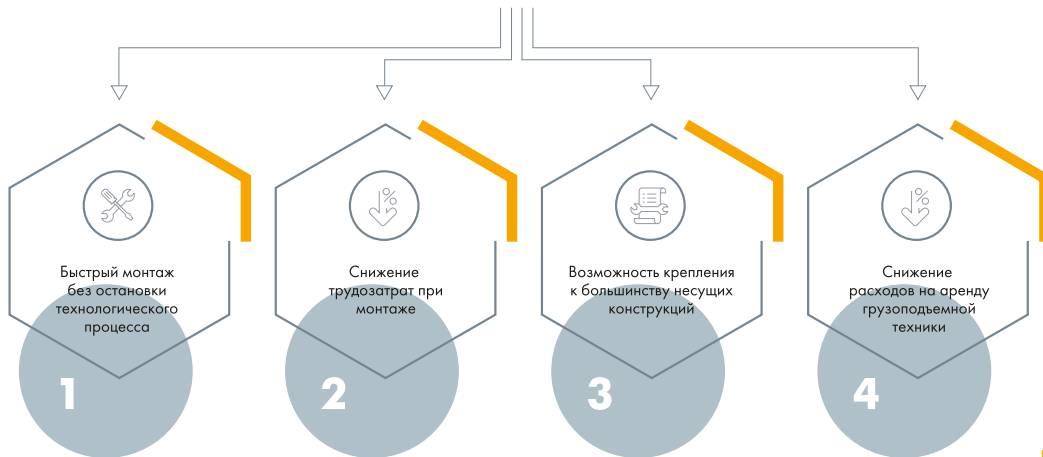 Быстрый монтаж
без остановки
технологического
процесса
1
Снижение
трудозатрат при
монтаже
2
Возможность крепления
к большинству несущих
конструкций
3
Снижение
расходов на аренду
грузоподъемной
техники
4